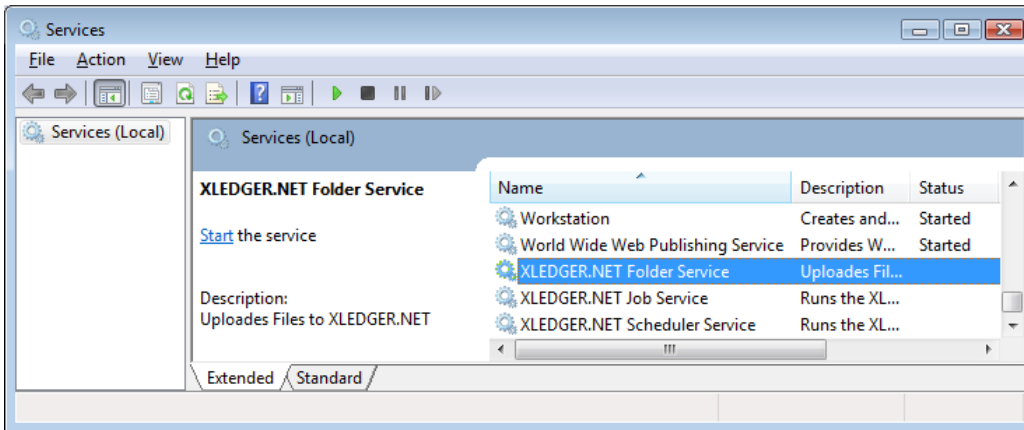 Services
File Action View Help
Services (Local)
Services (Local)
XLEDGER.NET Folder Service
Start the service
Description:
Uploades Files to XLEDGER.NET
Name Description Status
Workstation Creates and... Started
World Wide Web Publishing Service Provides W... Started
XLEDGER.NET Folder Service Uploades Fil...
XLEDGER.NET Job Service Runs the XL...
XLEDGER.NET Scheduler Service Runs the XL...
Extended Standard